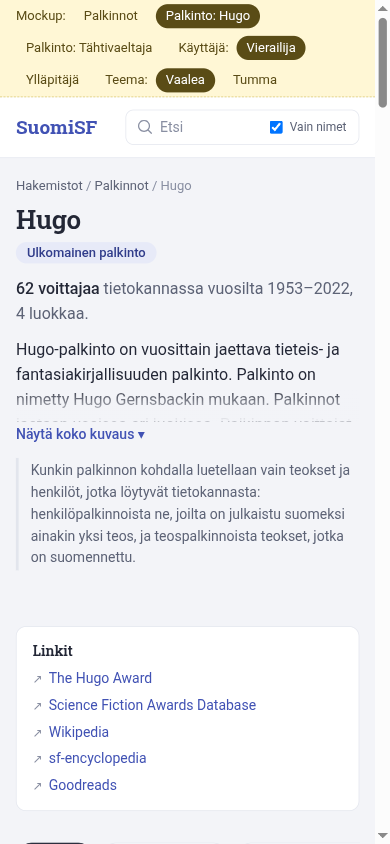 Mockup: Palkinnot Palkinto: Hugo
Palkinto: Tähtivaeltaja Käyttäjä: Vierailija
Ylläpitäjä Teema: Vaalea Tumma
SuomiSF Etsi Vain nimet
Hakemistot / Palkinnot / Hugo
Hugo
Ulkomainen palkinto
62 voittajaa tietokannassa vuosilta 1953–2022,
4 luokkaa.
Hugo-palkinto on vuosittain jaettava tieteis- ja
fantasiakirjallisuuden palkinto. Palkinto on
nimetty Hugo Gernsbackin mukaan. Palkinnot
Näytä koko kuvaus ▾
Kunkin palkinnon kohdalla luetellaan vain teokset ja
henkilöt, jotka löytyvät tietokannasta:
henkilöpalkinnoista ne, joilta on julkaistu suomeksi
ainakin yksi teos, ja teospalkinnoista teokset, jotka
on suomennettu.
Linkit
↗ The Hugo Award
↗ Science Fiction Awards Database
↗ Wikipedia
↗ sf-encyclopedia
↗ Goodreads